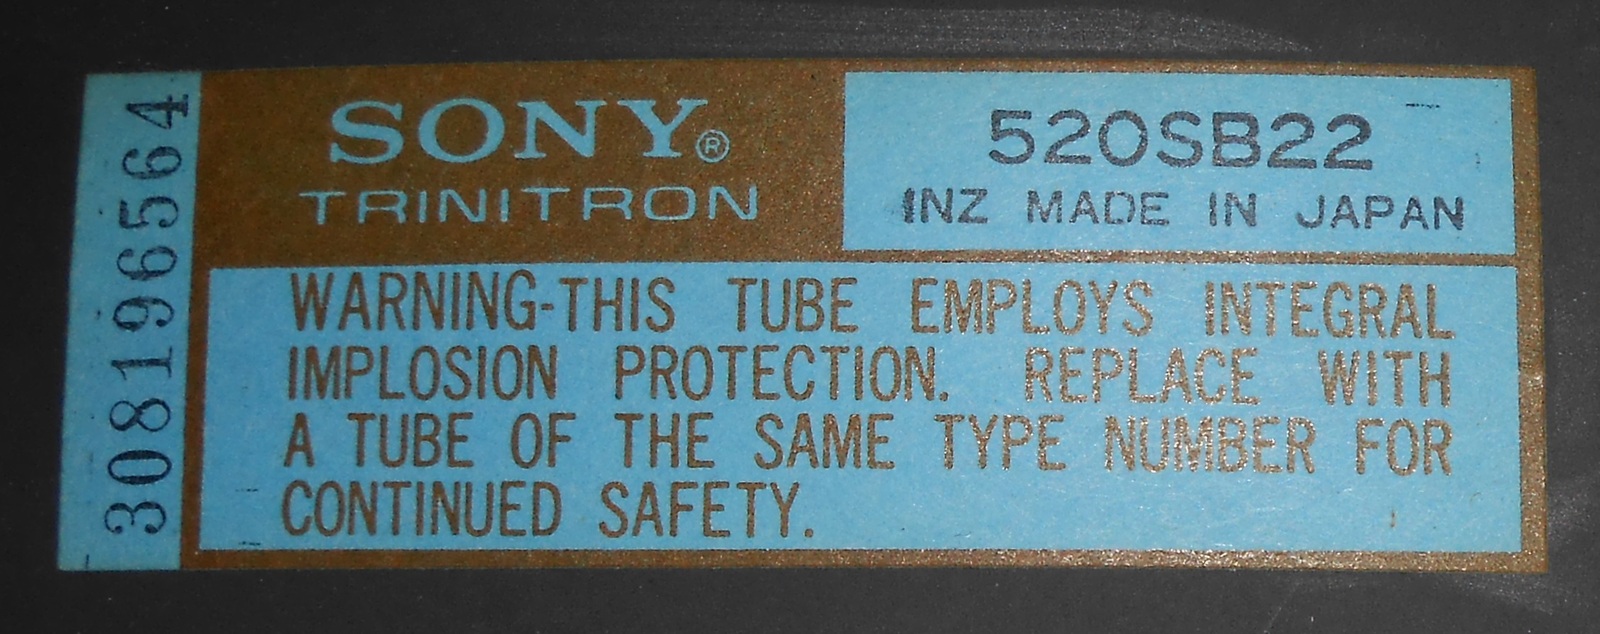 308196564
SONY®
TRINITRON
520SB22
INZ MADE IN JAPAN
WARNING-THIS TUBE EMPLOYS INTEGRAL
IMPLOSION PROTECTION. REPLACE WITH
A TUBE OF THE SAME TYPE NUMBER FOR
CONTINUED SAFETY.